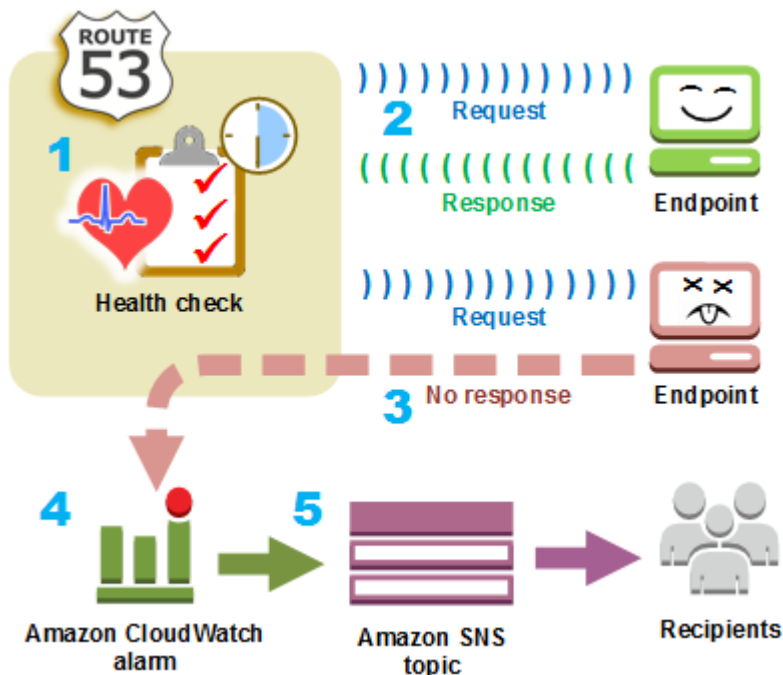 ROUTE
53
1
Health check
2
Request
Response
Endpoint
Request
3
No response
Endpoint
4
Amazon CloudWatch
alarm
5
Amazon SNS
topic
Recipients